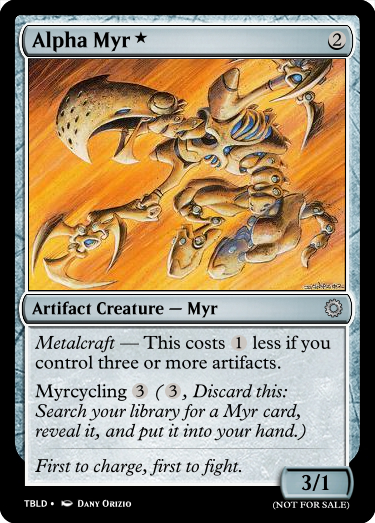 Alpha Myr ★ 2
Artifact Creature — Myr
Metalcraft — This costs 1 less if you
control three or more artifacts.
Myrcycling 3 ( 3 , Discard this:
Search your library for a Myr card,
reveal it, and put it into your hand.)
First to charge, first to fight.
3/1
TBLD • Dany Orizio
(NOT FOR SALE)